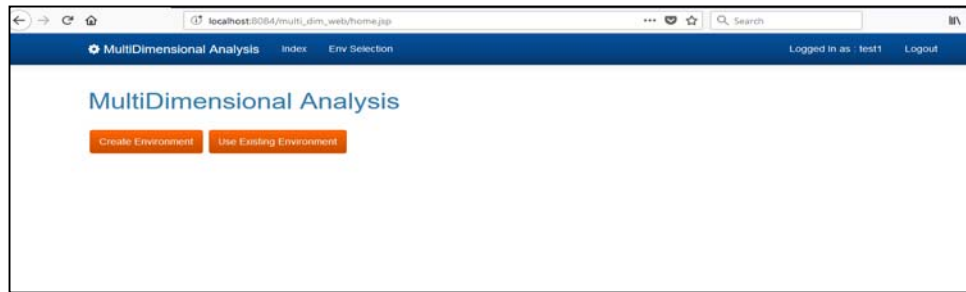 localhost:8084/multi_dim_web/home.jsp ... Search
MultiDimensional Analysis Index Env Selection Logged in as : test1 Logout
MultiDimensional Analysis
Create Environment Use Existing Environment